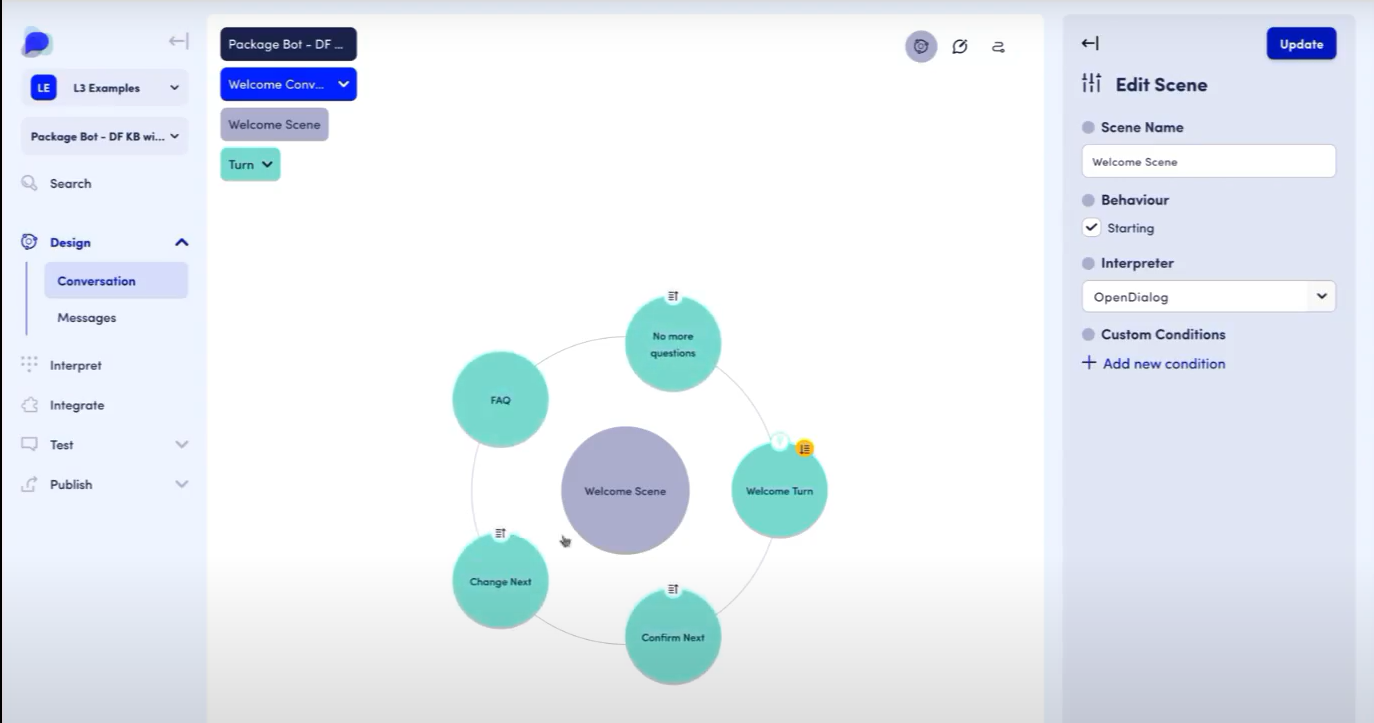 LE
L3 Examples
Package Bot - DF KB wi...
Search
Design
Conversation
Messages
Interpret
Integrate
Test
Publish
Package Bot - DF ...
Welcome Conv...
Welcome Scene
Turn
No more
questions
FAQ
Welcome Scene
Welcome Turn
Change Next
Confirm Next
Update
Edit Scene
Scene Name
Welcome Scene
Behaviour
Starting
Interpreter
OpenDialog
Custom Conditions
+ Add new condition